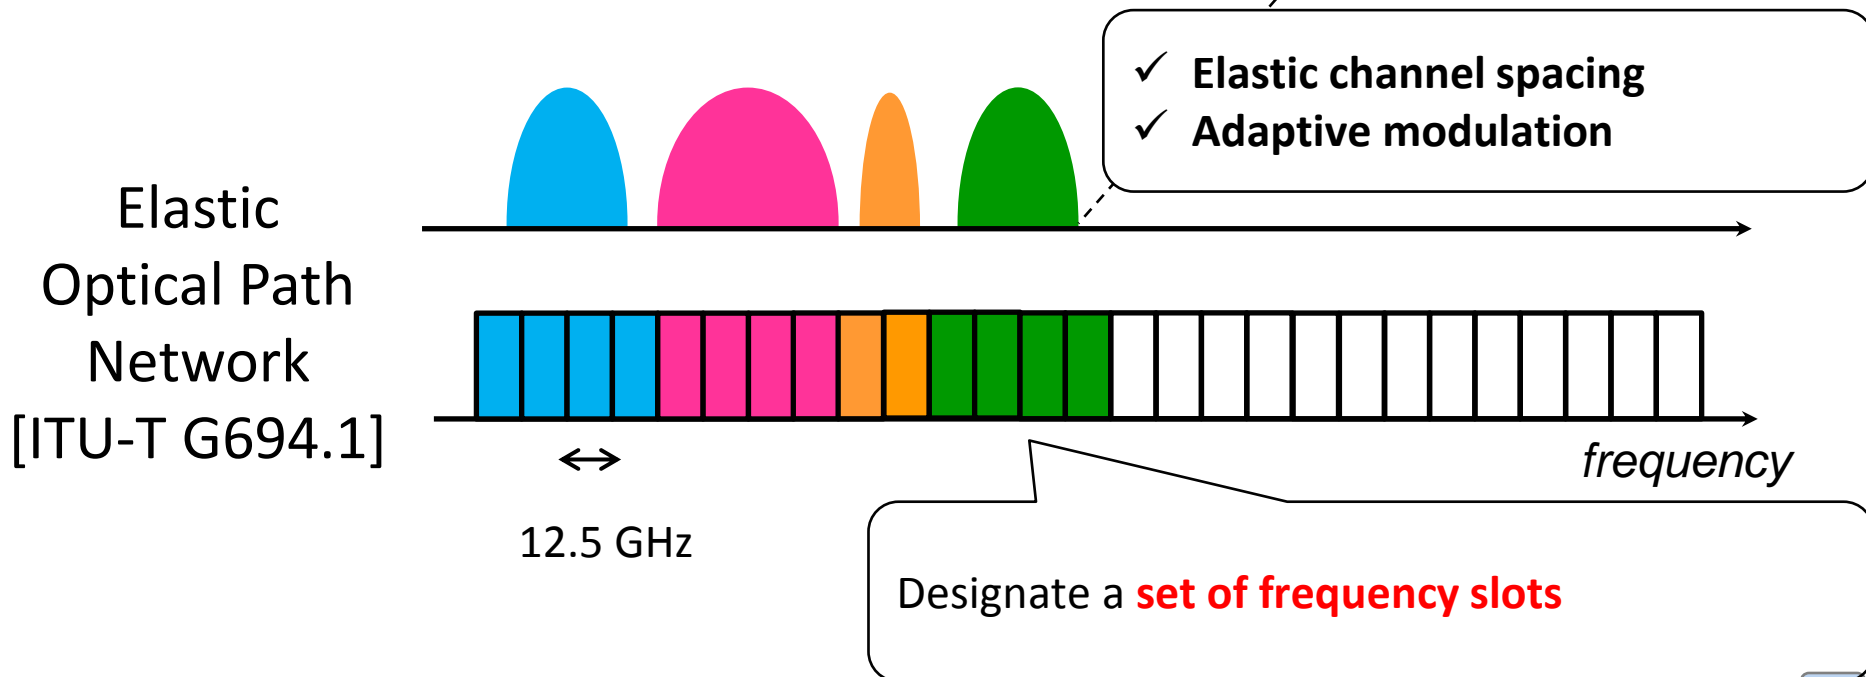 ✓ Elastic channel spacing
✓ Adaptive modulation
Elastic
Optical Path
Network
[ITU-T G694.1]
frequency
12.5 GHz
Designate a set of frequency slots